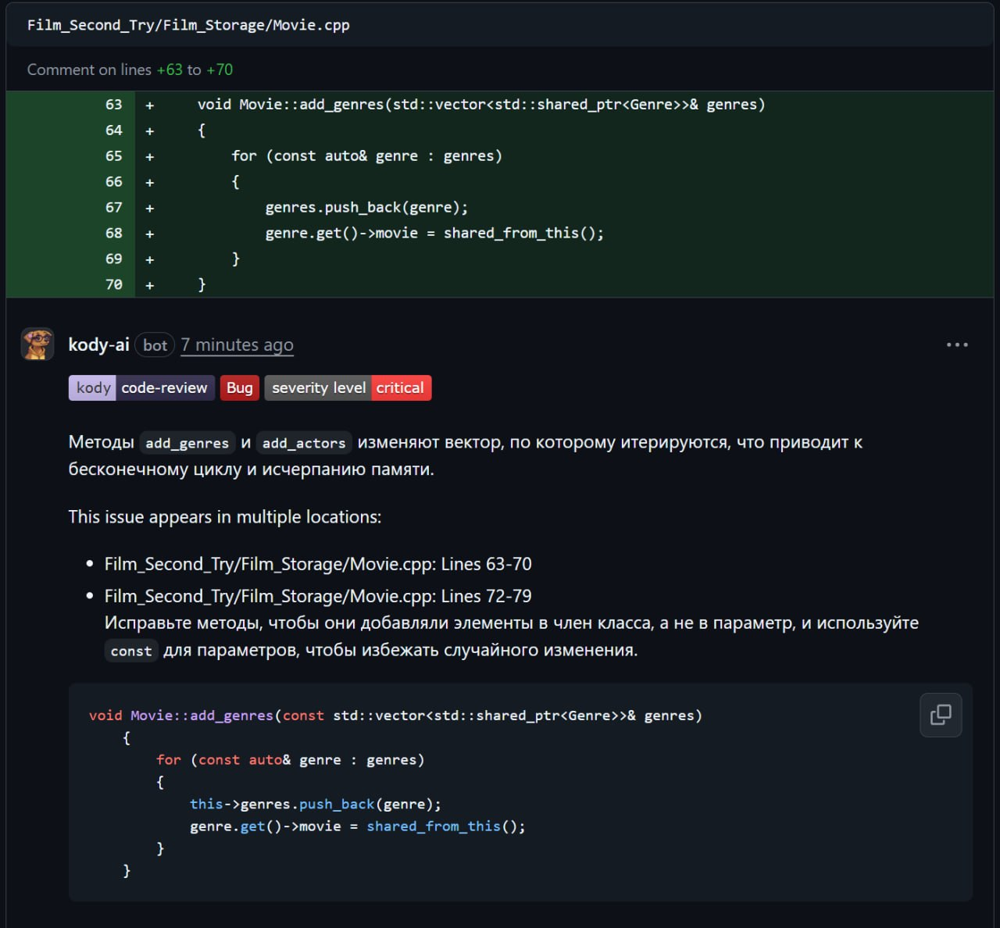 Film_Second_Try/Film_Storage/Movie.cpp
Comment on lines +63 to +70
63 + void Movie::add_genres(std::vector<std::shared_ptr<Genre>>& genres)
64 + {
65 + for (const auto& genre : genres)
66 + {
67 + genres.push_back(genre);
68 + genre.get()->movie = shared_from_this();
69 + }
70 + }
kody-ai bot 7 minutes ago
kody code-review Bug severity level critical
Методы add_genres и add_actors изменяют вектор, по которому итерируются, что приводит к
бесконечному циклу и исчерпанию памяти.
This issue appears in multiple locations:
• Film_Second_Try/Film_Storage/Movie.cpp: Lines 63-70
• Film_Second_Try/Film_Storage/Movie.cpp: Lines 72-79
Исправьте методы, чтобы они добавляли элементы в член класса, а не в параметр, и используйте
const для параметров, чтобы избежать случайного изменения.
void Movie::add_genres(const std::vector<std::shared_ptr<Genre>>& genres)
{
for (const auto& genre : genres)
{
this->genres.push_back(genre);
genre.get()->movie = shared_from_this();
}
}